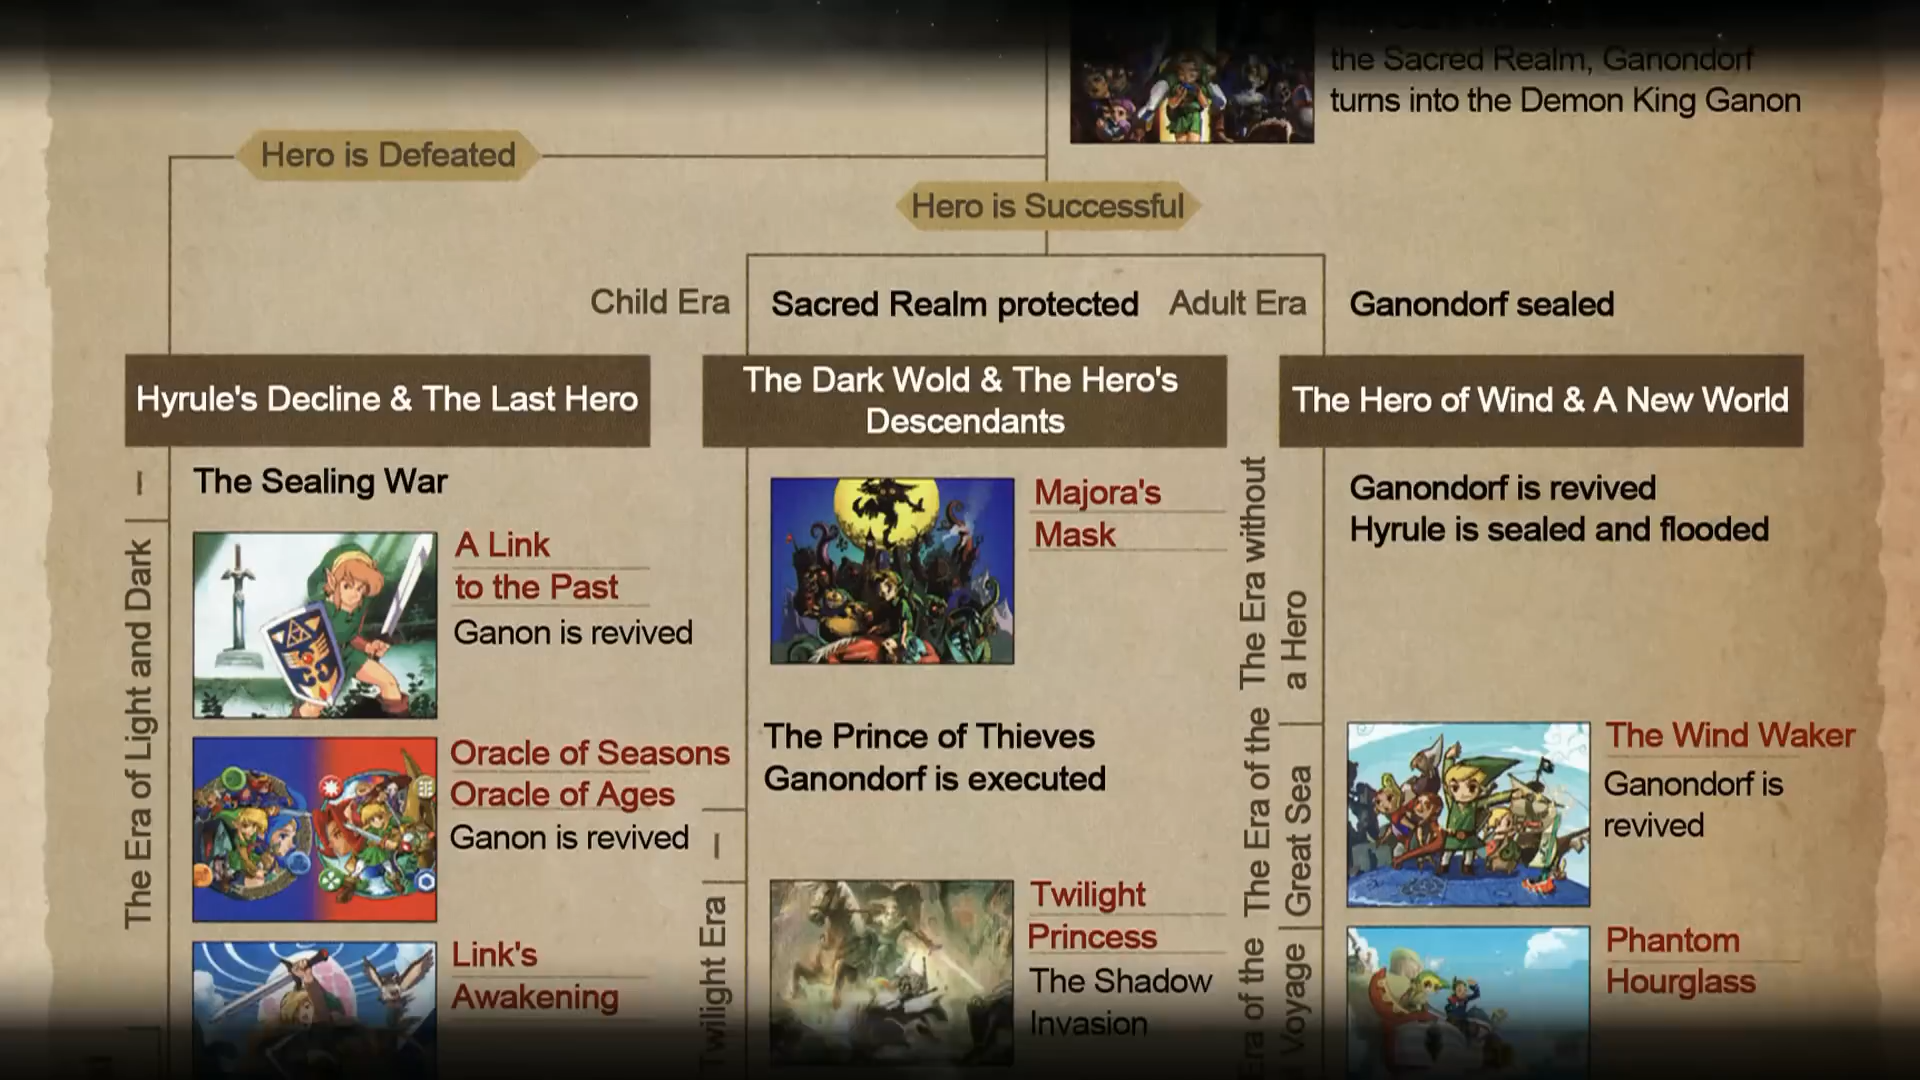 the Sacred Realm, Ganondorf
turns into the Demon King Ganon
Hero is Defeated
Hero is Successful
Child Era
Sacred Realm protected
Adult Era
Ganondorf sealed
Hyrule's Decline & The Last Hero
The Dark Wold & The Hero's
Descendants
The Hero of Wind & A New World
The Era of Light and Dark
The Sealing War
A Link
to the Past
Ganon is revived
Oracle of Seasons
Oracle of Ages
Ganon is revived
Link's
Awakening
Twilight Era
Majora's
Mask
The Prince of Thieves
Ganondorf is executed
Twilight
Princess
The Shadow
Invasion
The Era without
a Hero
The Era of the
Great Sea
Era of the
Voyage
Ganondorf is revived
Hyrule is sealed and flooded
The Wind Waker
Ganondorf is
revived
Phantom
Hourglass